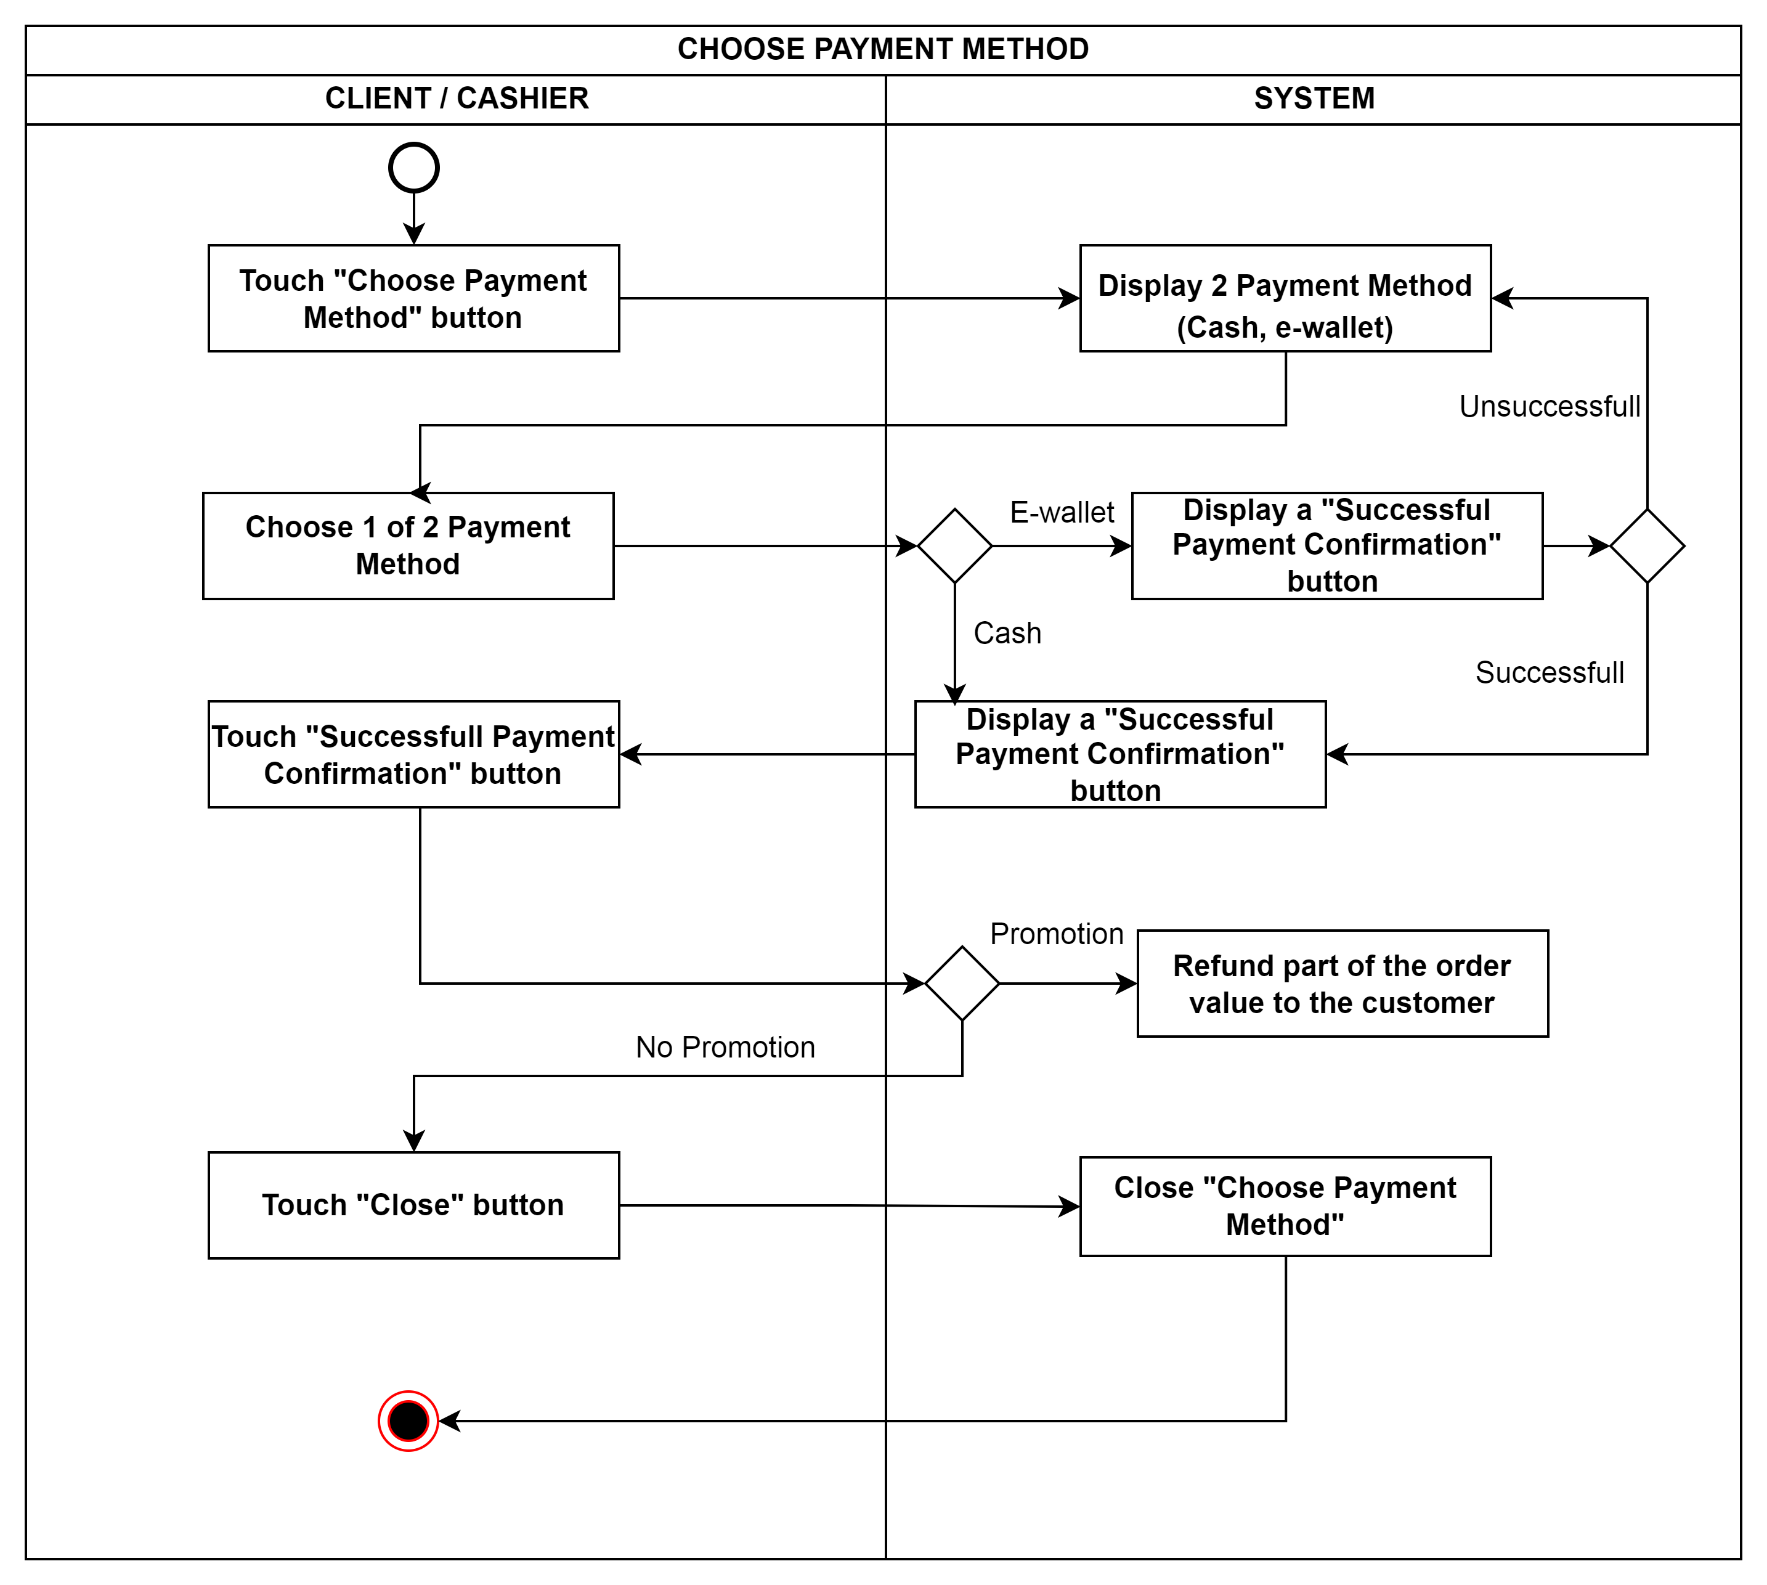 CHOOSE PAYMENT METHOD
CLIENT / CASHIER
SYSTEM
Touch "Choose Payment
Method" button
Display 2 Payment Method
(Cash, e-wallet)
Unsuccessfull
Choose 1 of 2 Payment
Method
E-wallet
Display a "Successful
Payment Confirmation"
button
Cash
Successfull
Touch "Successfull Payment
Confirmation" button
Display a "Successful
Payment Confirmation"
button
Promotion
Refund part of the order
value to the customer
No Promotion
Touch "Close" button
Close "Choose Payment
Method"